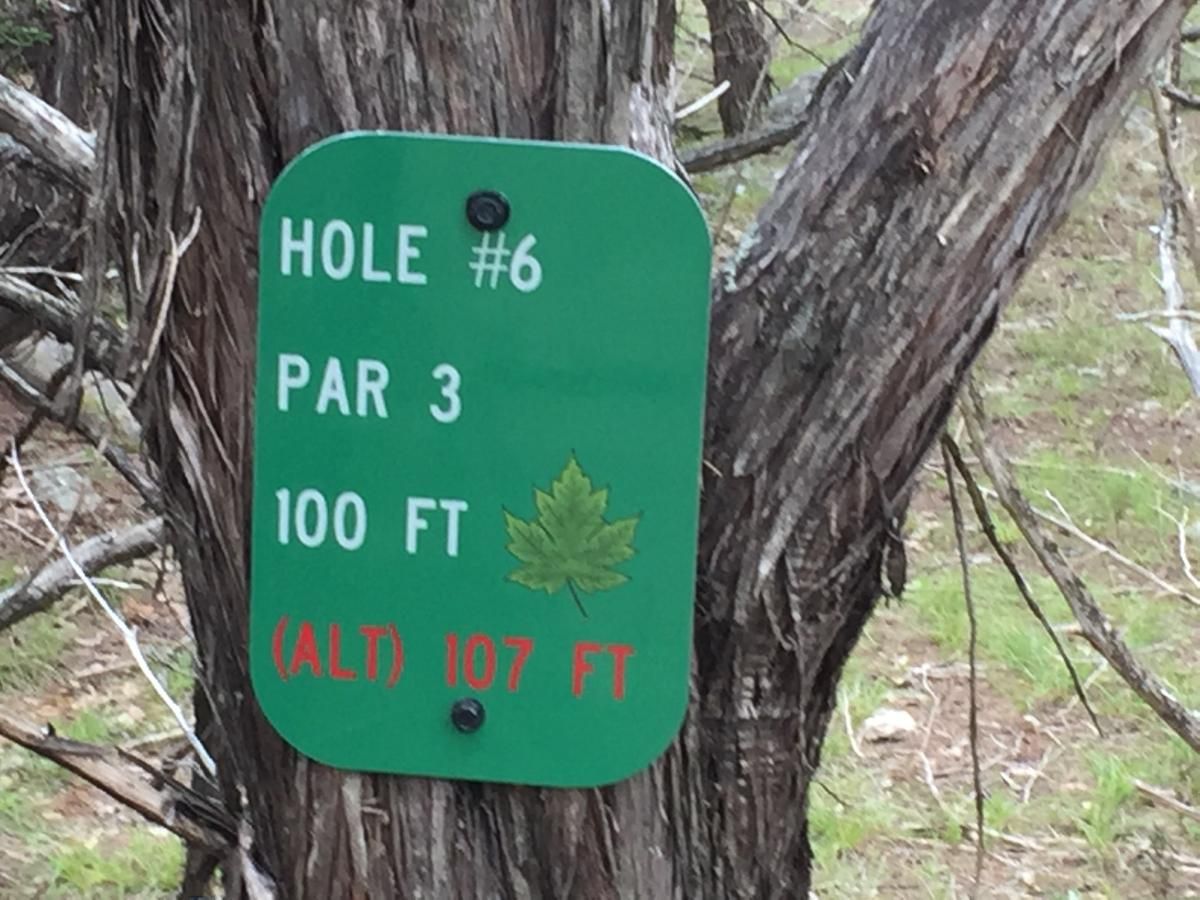 HOLE #6
PAR 3
100 FT
(ALT) 107 FT